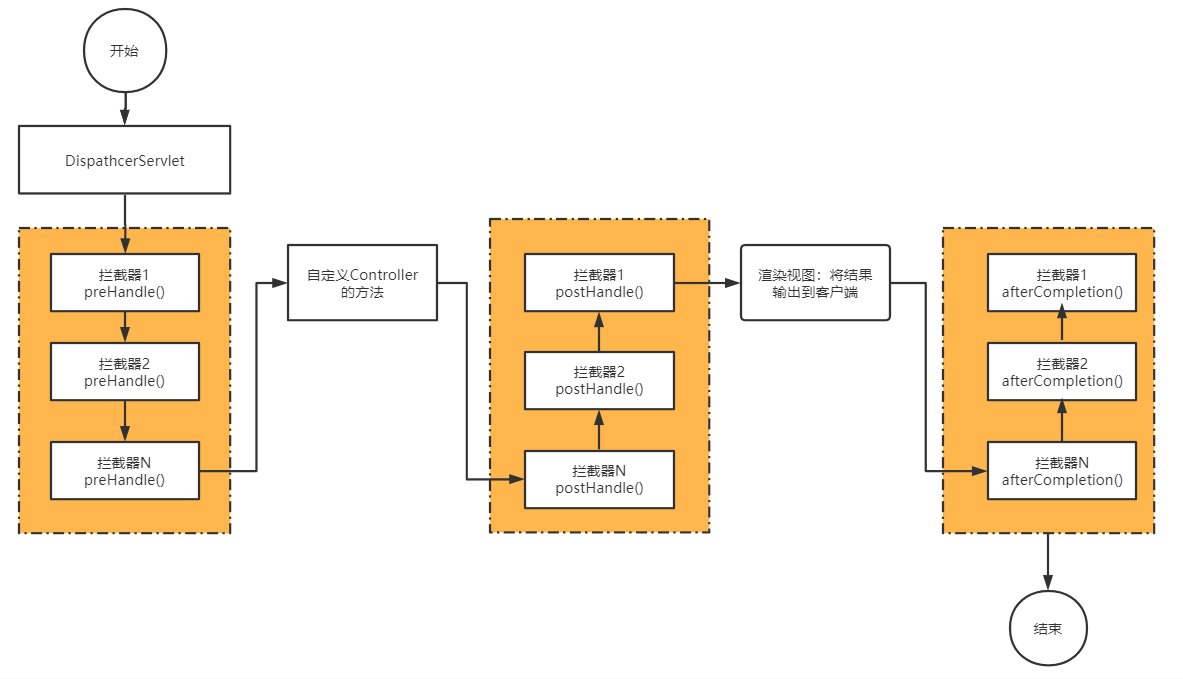 开始
DispathcerServlet
拦截器1
preHandle()
拦截器2
preHandle()
拦截器N
preHandle()
自定义Controller
的方法
拦截器1
postHandle()
拦截器2
postHandle()
拦截器N
postHandle()
渲染视图：将结果
输出到客户端
拦截器1
afterCompletion()
拦截器2
afterCompletion()
拦截器N
afterCompletion()
结束